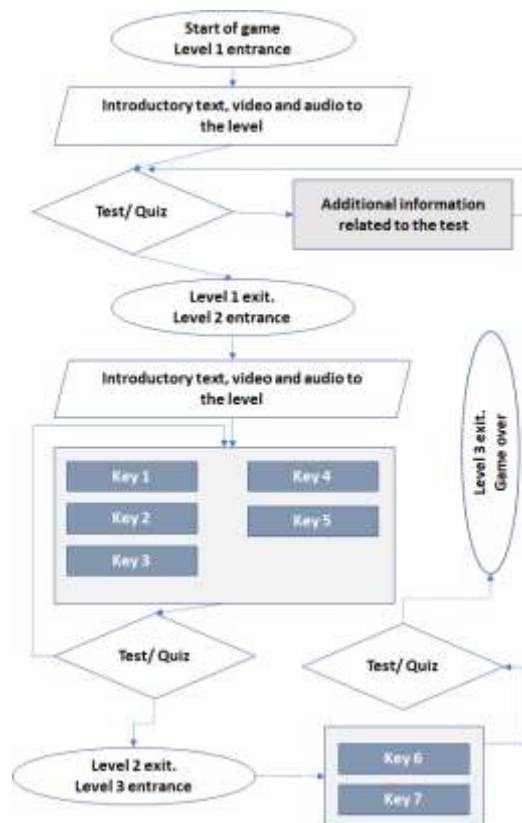 Start of game
Level 1 entrance
Introductory text, video and audio to
the level
Test/ Quiz
Additional information
related to the test
Level 1 exit.
Level 2 entrance
Introductory text, video and audio to
the level
Key 1
Key 4
Key 2
Key 5
Key 3
Test/ Quiz
Level 2 exit.
Level 3 entrance
Key 6
Key 7
Test/ Quiz
Level 3 exit.
Game over